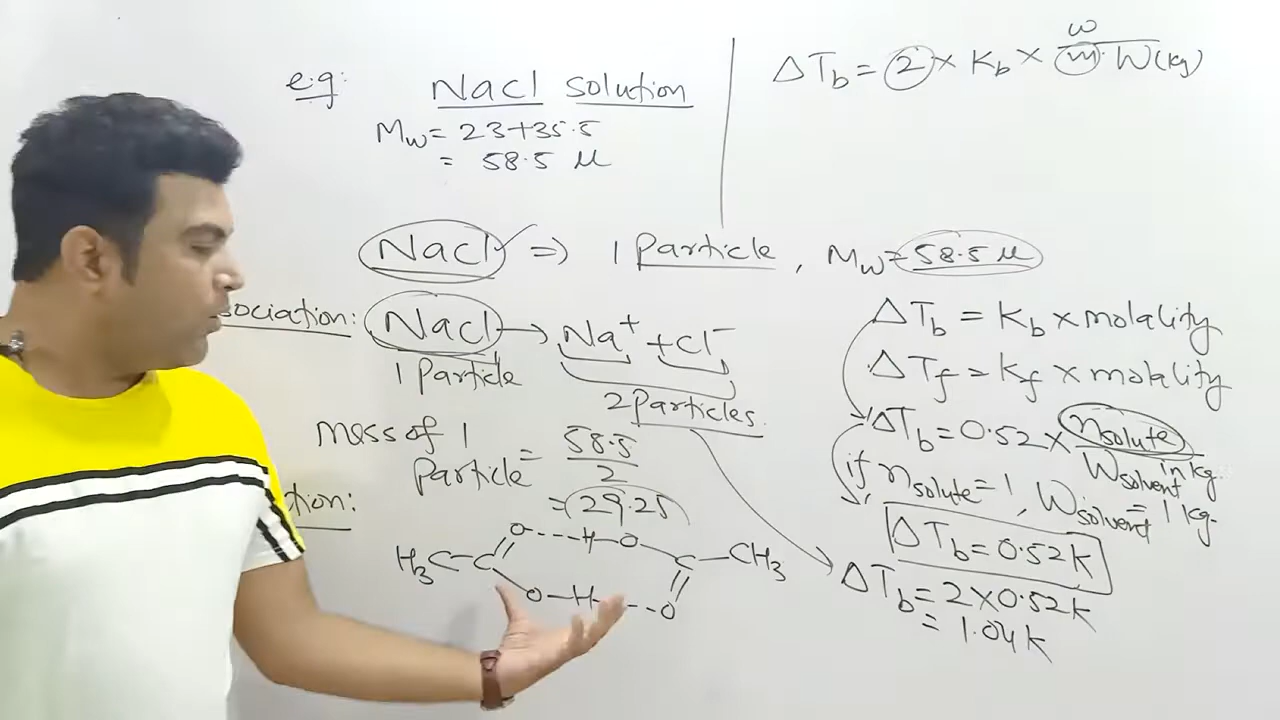 e.g:
NaCl solution
Mw = 23+35.5
= 58.5 u
ΔTb = 2 × Kb × w / m · W(kg)
NaCl ⇒ 1 Particle, Mw = 58.5 u
sociation: NaCl → Na⁺ + Cl⁻
1 Particle
2 Particles.
Mass of 1 Particle = 58.5 / 2
= 29.25
ction:
H₃C – C O --- H – O C – CH₃
O – H --- O
ΔTb = Kb × molality
ΔTf = Kf × molality
ΔTb = 0.52 × nsolute / Wsolvent in kg.
if nsolute = 1, Wsolvent = 1 kg.
ΔTb = 0.52 K
ΔTb = 2 × 0.52 K
= 1.04 K